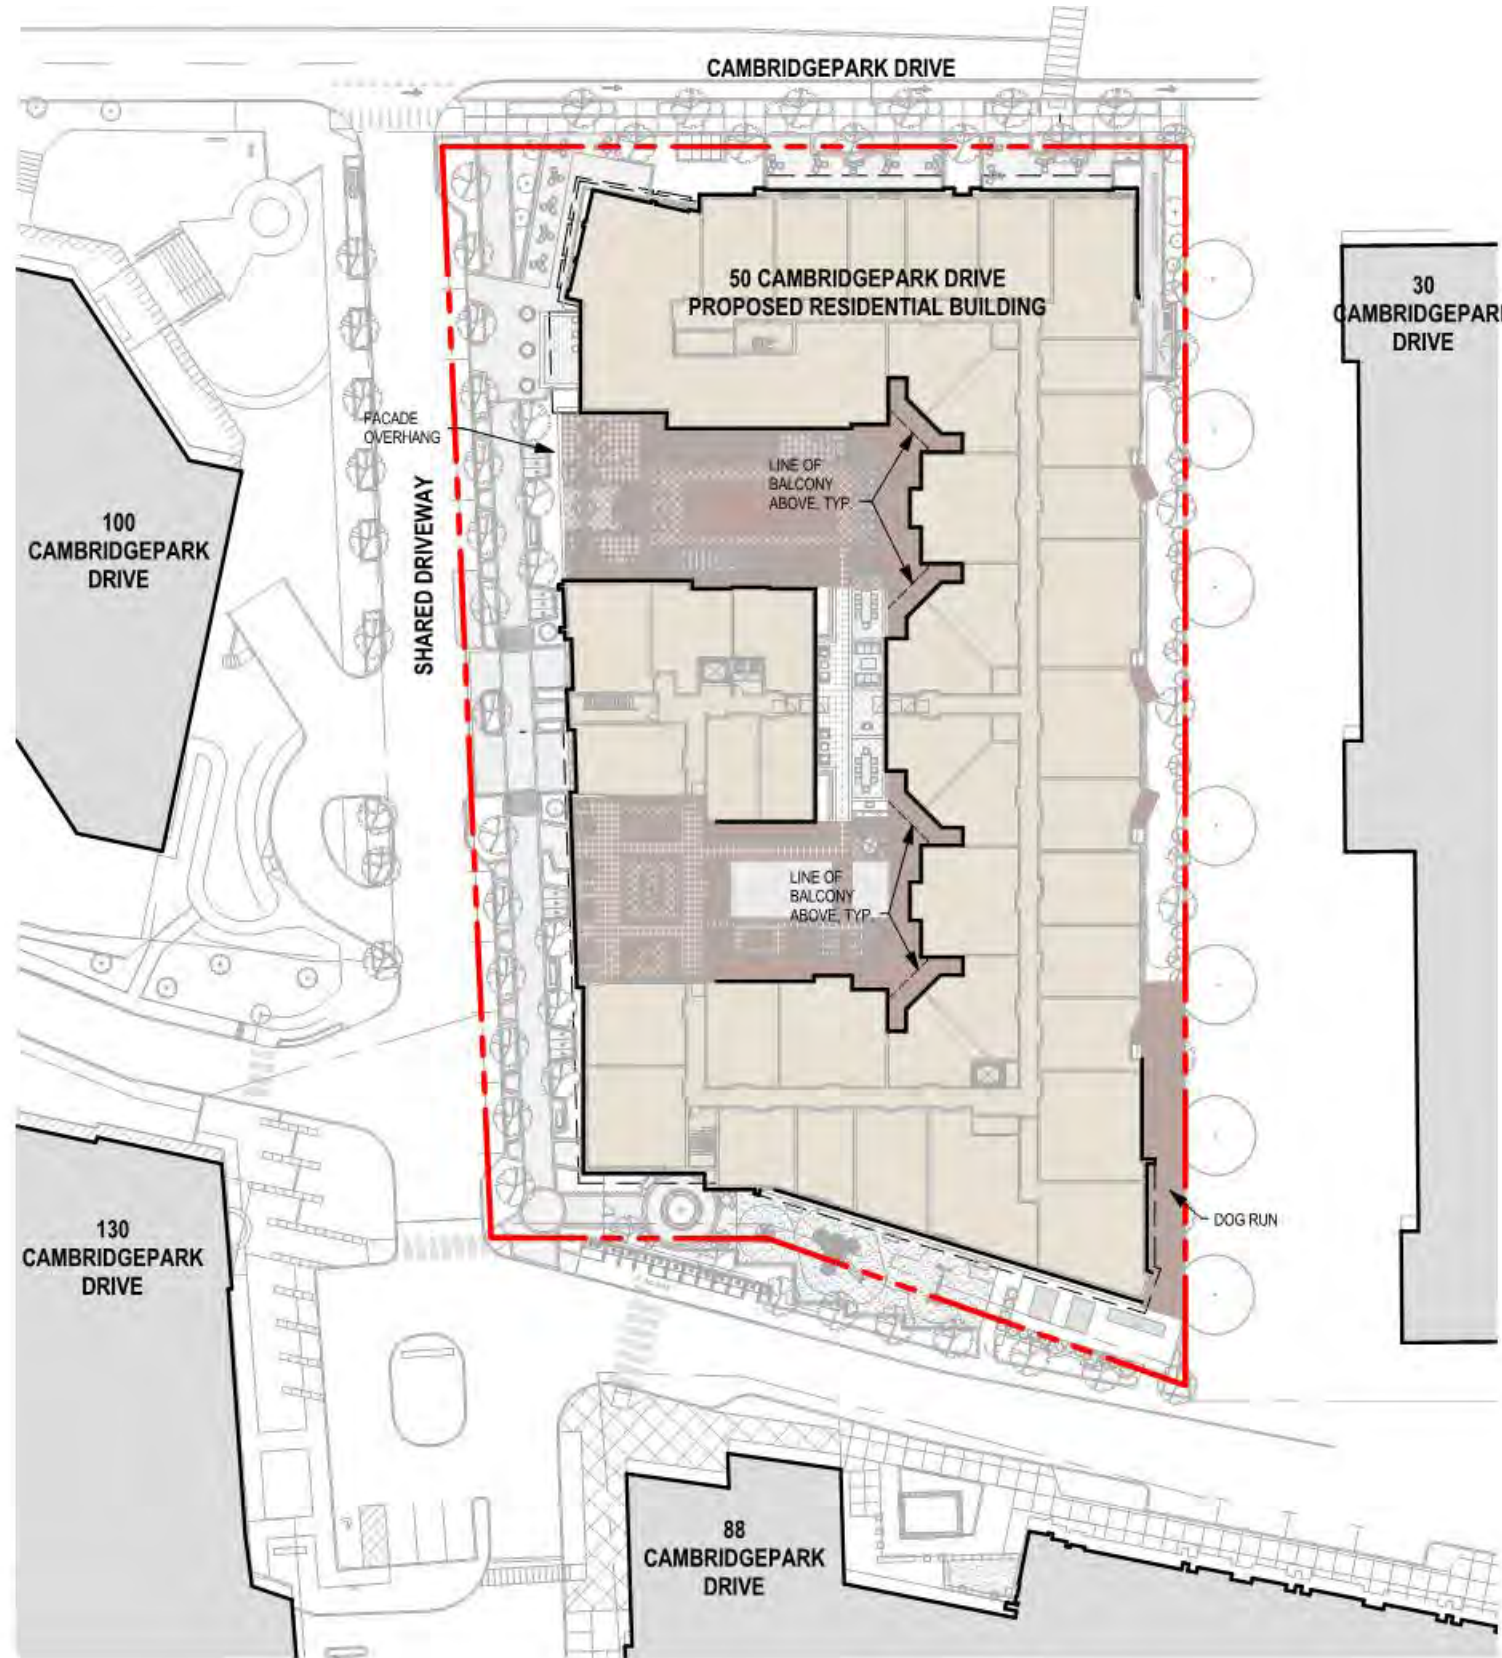 CAMBRIDGEPARK DRIVE
50 CAMBRIDGEPARK DRIVE
PROPOSED RESIDENTIAL BUILDING
30
CAMBRIDGEPARK
DRIVE
FACADE
OVERHANG
LINE OF
BALCONY
ABOVE, TYP.
SHARED DRIVEWAY
100
CAMBRIDGEPARK
DRIVE
LINE OF
BALCONY
ABOVE, TYP.
DOG RUN
130
CAMBRIDGEPARK
DRIVE
88
CAMBRIDGEPARK
DRIVE